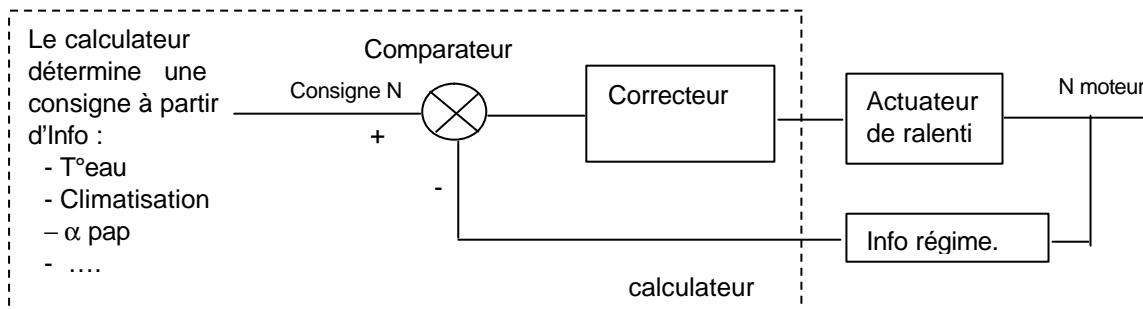 Le calculateur
détermine une
consigne à partir
d'Info :
- T°eau
- Climatisation
– α pap
- ….
Comparateur
Consigne N
+
-
Correcteur
Actuateur
de ralenti
N moteur
Info régime.
calculateur